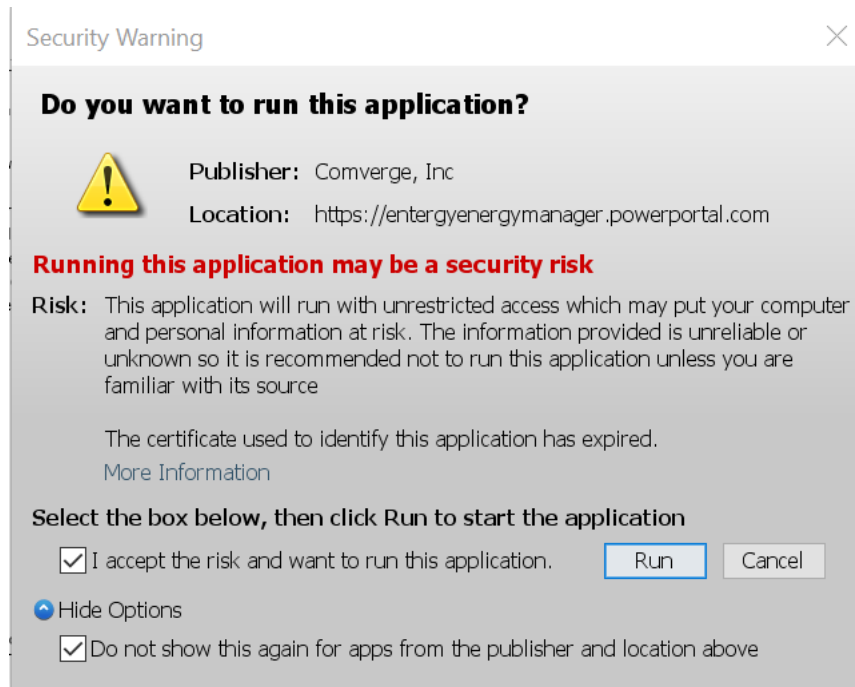 Security Warning
Do you want to run this application?
Publisher: Comverge, Inc
Location: https://entergyenergymanager.powerportal.com
Running this application may be a security risk
Risk: This application will run with unrestricted access which may put your computer
and personal information at risk. The information provided is unreliable or
unknown so it is recommended not to run this application unless you are
familiar with its source
The certificate used to identify this application has expired.
More Information
Select the box below, then click Run to start the application
I accept the risk and want to run this application. Run Cancel
Hide Options
Do not show this again for apps from the publisher and location above